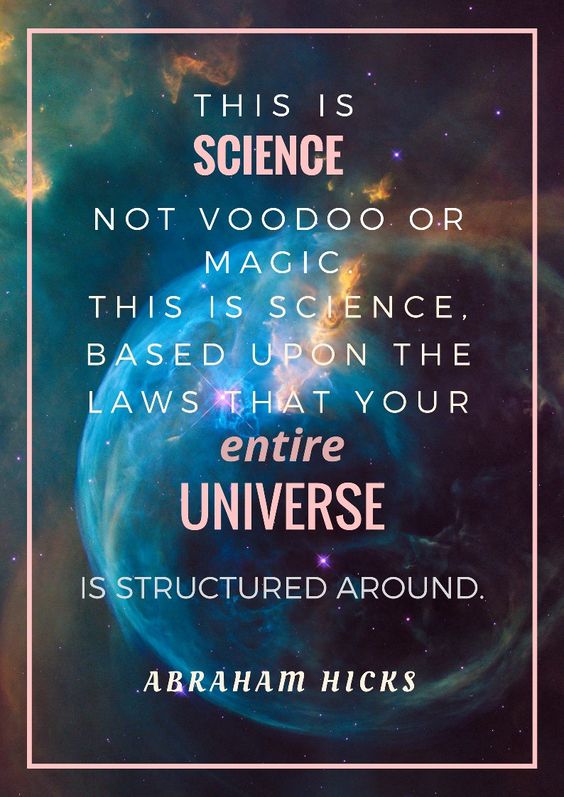 THIS IS
SCIENCE
NOT VOODOO OR
MAGIC
THIS IS SCIENCE,
BASED UPON THE
LAWS THAT YOUR
entire
UNIVERSE
IS STRUCTURED AROUND.
ABRAHAM HICKS